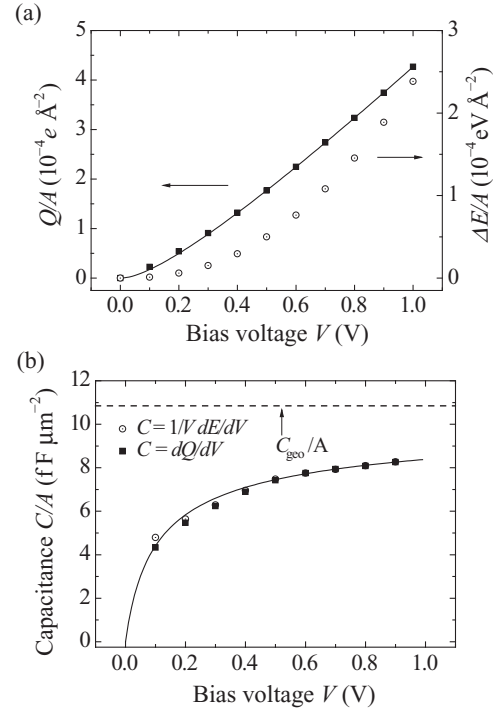 (a)
5
4
3
2
1
0
Q/A (10⁻⁴e Å⁻²)
3
2
1
0
ΔE/A (10⁻⁴eV Å⁻²)
0.0 0.2 0.4 0.6 0.8 1.0
Bias voltage V (V)
(b)
12
10
8
6
4
2
0
Capacitance C/A (f F μm⁻²)
C = 1/V dE/dV
C = dQ/dV
C_geo/A
0.0 0.2 0.4 0.6 0.8 1.0
Bias voltage V (V)